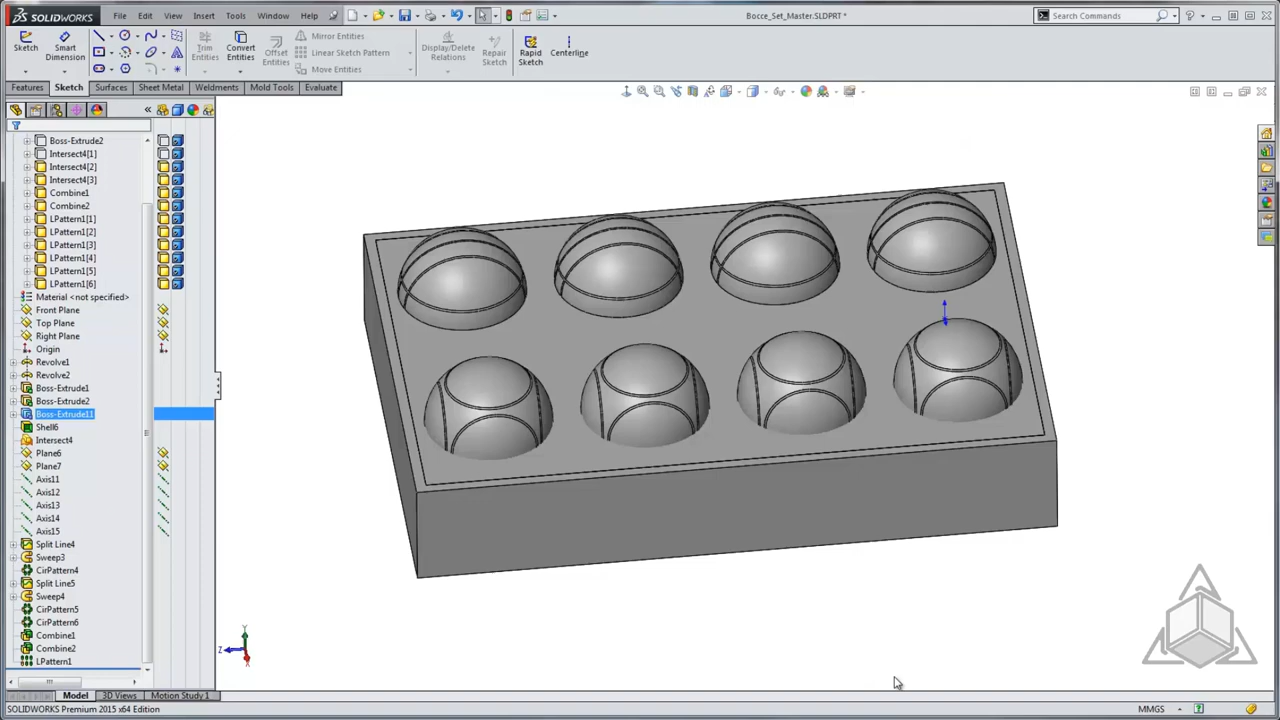 SOLIDWORKS
File
Edit
View
Insert
Tools
Window
Help
Bocce_Set_Master.SLDPRT *
Search Commands
Sketch
Smart
Dimension
Trim
Entities
Convert
Entities
Offset
Entities
Mirror Entities
Linear Sketch Pattern
Move Entities
Display/Delete
Relations
Repair
Sketch
Rapid
Sketch
Centerline
Features
Sketch
Surfaces
Sheet Metal
Weldments
Mold Tools
Evaluate
Boss-Extrude2
Intersect4[1]
Intersect4[2]
Intersect4[3]
Combine1
Combine2
LPattern1[1]
LPattern1[2]
LPattern1[3]
LPattern1[4]
LPattern1[5]
LPattern1[6]
Material <not specified>
Front Plane
Top Plane
Right Plane
Origin
Revolve1
Revolve2
Boss-Extrude1
Boss-Extrude2
Boss-Extrude11
Shell6
Intersect4
Plane6
Plane7
Axis11
Axis12
Axis13
Axis14
Axis15
Split Line4
Sweep3
CirPattern4
Split Line5
Sweep4
CirPattern5
CirPattern6
Combine1
Combine2
LPattern1
Y
Z
X
Model
3D Views
Motion Study 1
SOLIDWORKS Premium 2015 x64 Edition
MMGS